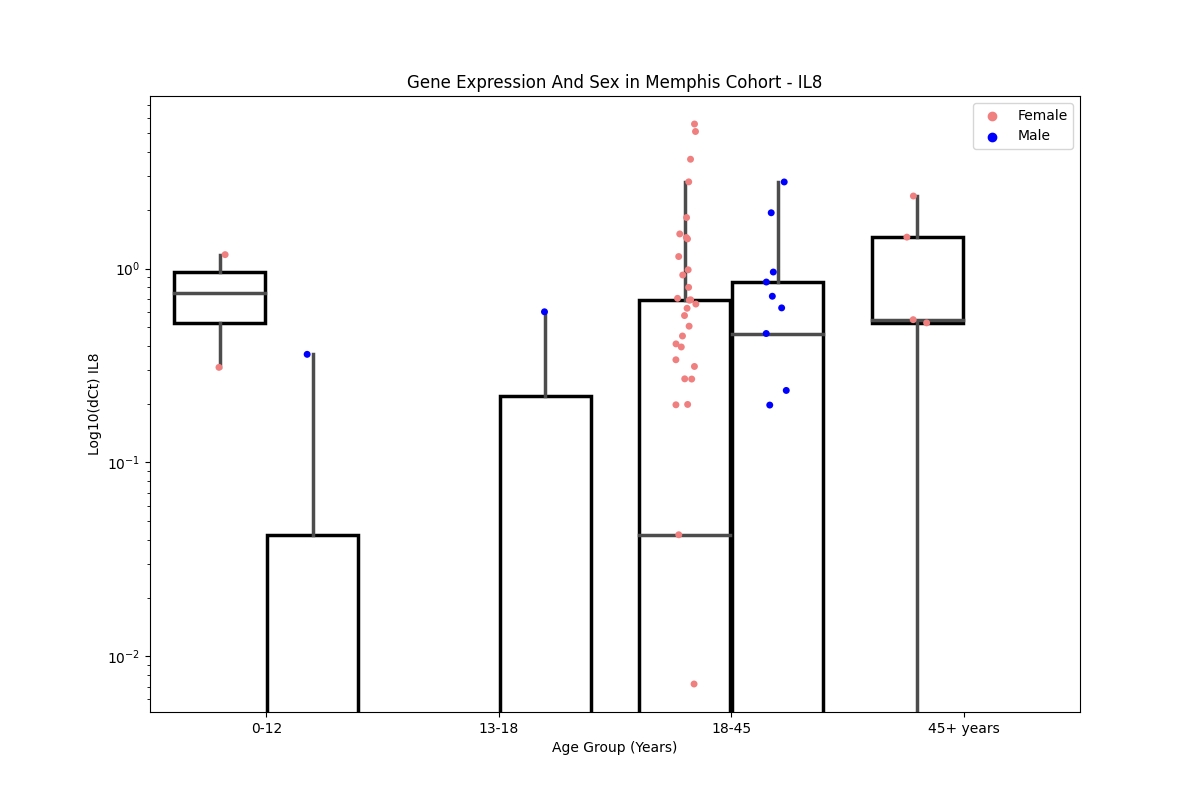 Gene Expression And Sex in Memphis Cohort - IL8
Female
Male
Log10(dCt) IL8
10⁰
10⁻¹
10⁻²
0-12
13-18
18-45
45+ years
Age Group (Years)